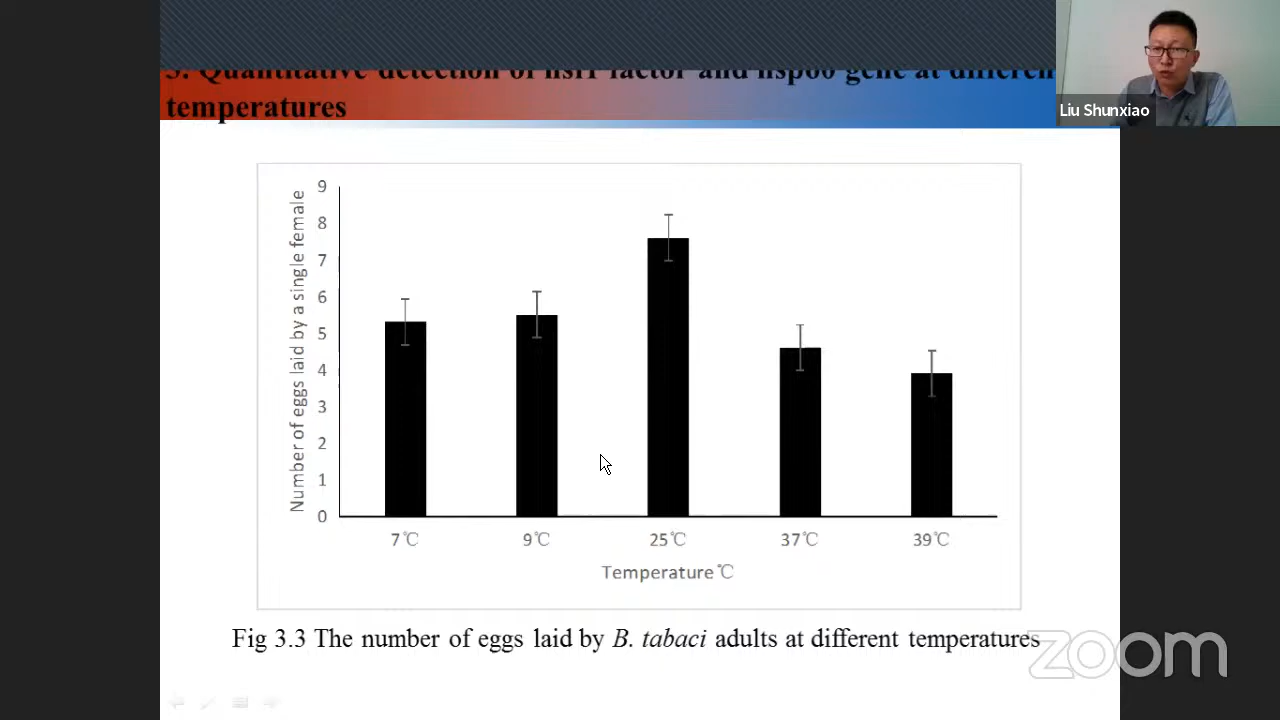 3. Quantitative detection of hsf1 factor and hsp60 gene at different
temperatures
Liu Shunxiao
Number of eggs laid by a single female
9
8
7
6
5
4
3
2
1
0
7℃
9℃
25℃
37℃
39℃
Temperature℃
Fig 3.3 The number of eggs laid by B. tabaci adults at different temperatures
zoom